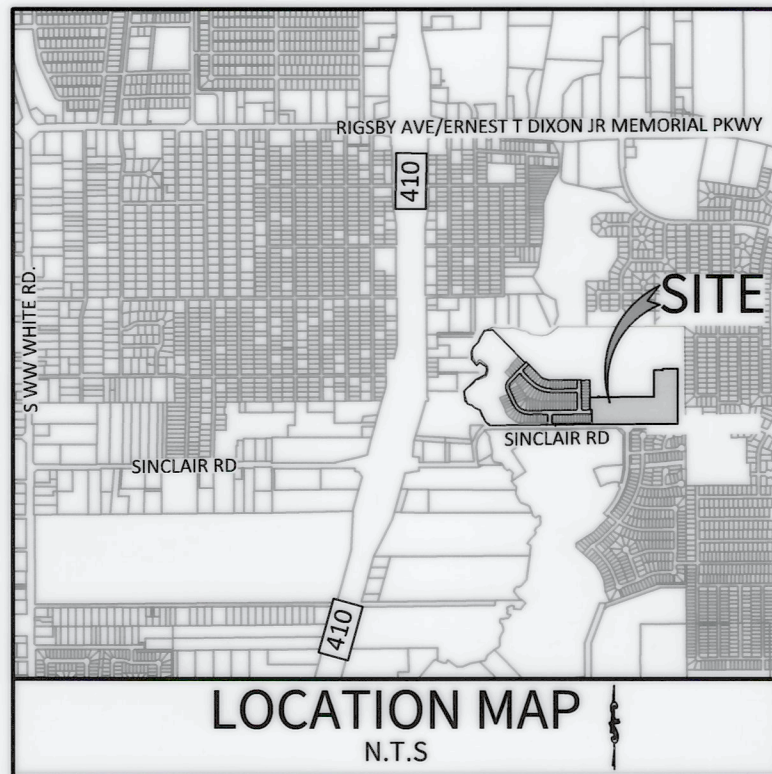 RIGSBY AVE/ERNEST T DIXON JR MEMORIAL PKWY
410
S WW WHITE RD.
SITE
SINCLAIR RD
SINCLAIR RD
410
LOCATION MAP
N.T.S